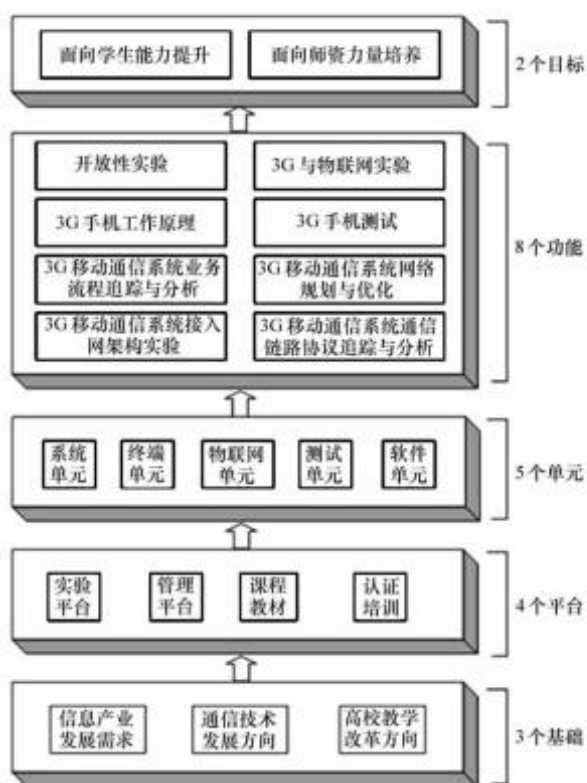 面向学生能力提升
面向师资力量培养
2个目标
开放性实验
3G与物联网实验
3G手机工作原理
3G手机测试
3G移动通信系统业务
流程追踪与分析
3G移动通信系统网络
规划与优化
3G移动通信系统接入
网架构实验
3G移动通信系统通信
链路协议追踪与分析
8个功能
系统
单元
终端
单元
物联网
单元
测试
单元
软件
单元
5个单元
实验
平台
管理
平台
课程
教材
认证
培训
4个平台
信息产业
发展需求
通信技术
发展方向
高校教学
改革方向
3个基础